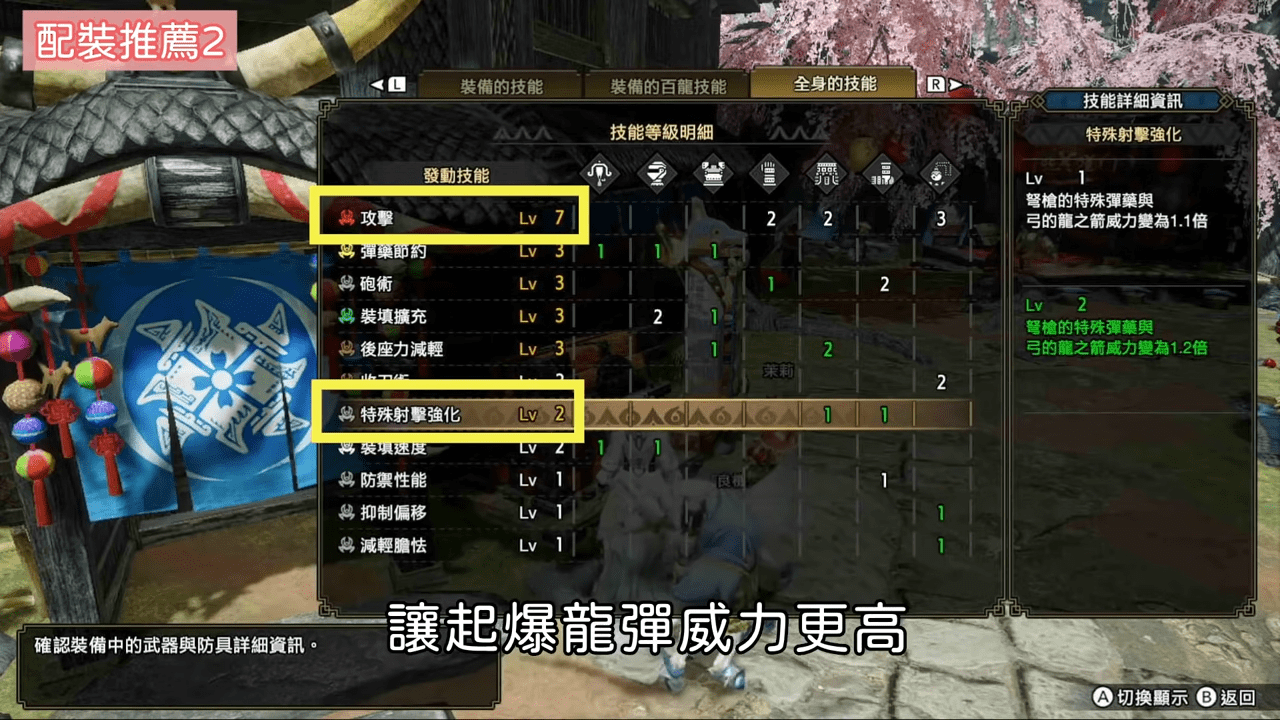 配裝推薦2
L 裝備的技能 裝備的百龍技能 全身的技能 R
技能等級明細
發動技能
攻擊 Lv 7 2 2 3
彈藥節約 Lv 3 1 1 1
砲術 Lv 3 1 2
裝填擴充 Lv 3 2 1
後座力減輕 Lv 3 1 2
茉莉
2
特殊射擊強化 Lv 2 1 1
裝填速度 Lv 2 1 1
防禦性能 Lv 1 1
抑制偏移 Lv 1 1
減輕膽怯 Lv 1 1
技能詳細資訊
特殊射擊強化
Lv 1
弩槍的特殊彈藥與
弓的龍之箭威力變為1.1倍
Lv 2
弩槍的特殊彈藥與
弓的龍之箭威力變為1.2倍
讓起爆龍彈威力更高
確認裝備中的武器與防具詳細資訊。
A 切換顯示 B 返回